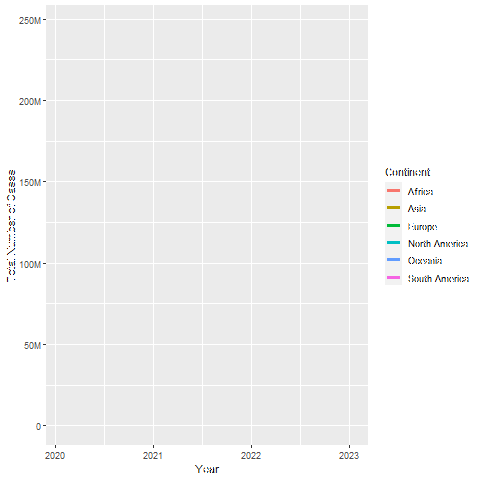 250M
200M
150M
100M
50M
0
Total Number of Cases
2020 2021 2022 2023
Year
Continent
Africa
Asia
Europe
North America
Oceania
South America